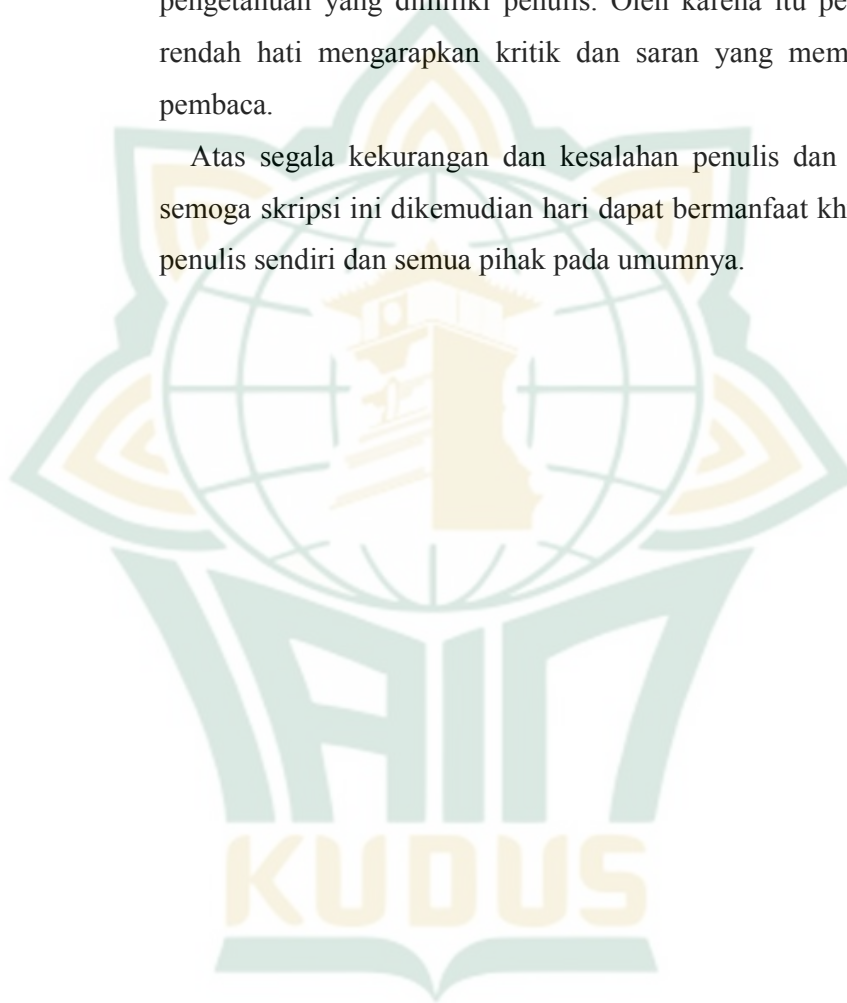 pengetahuan yang dimiliki penulis. Oleh karena itu pe
rendah hati mengarapkan kritik dan saran yang mem
pembaca.
Atas segala kekurangan dan kesalahan penulis dan
semoga skripsi ini dikemudian hari dapat bermanfaat kh
penulis sendiri dan semua pihak pada umumnya.
IAIN
KUDUS